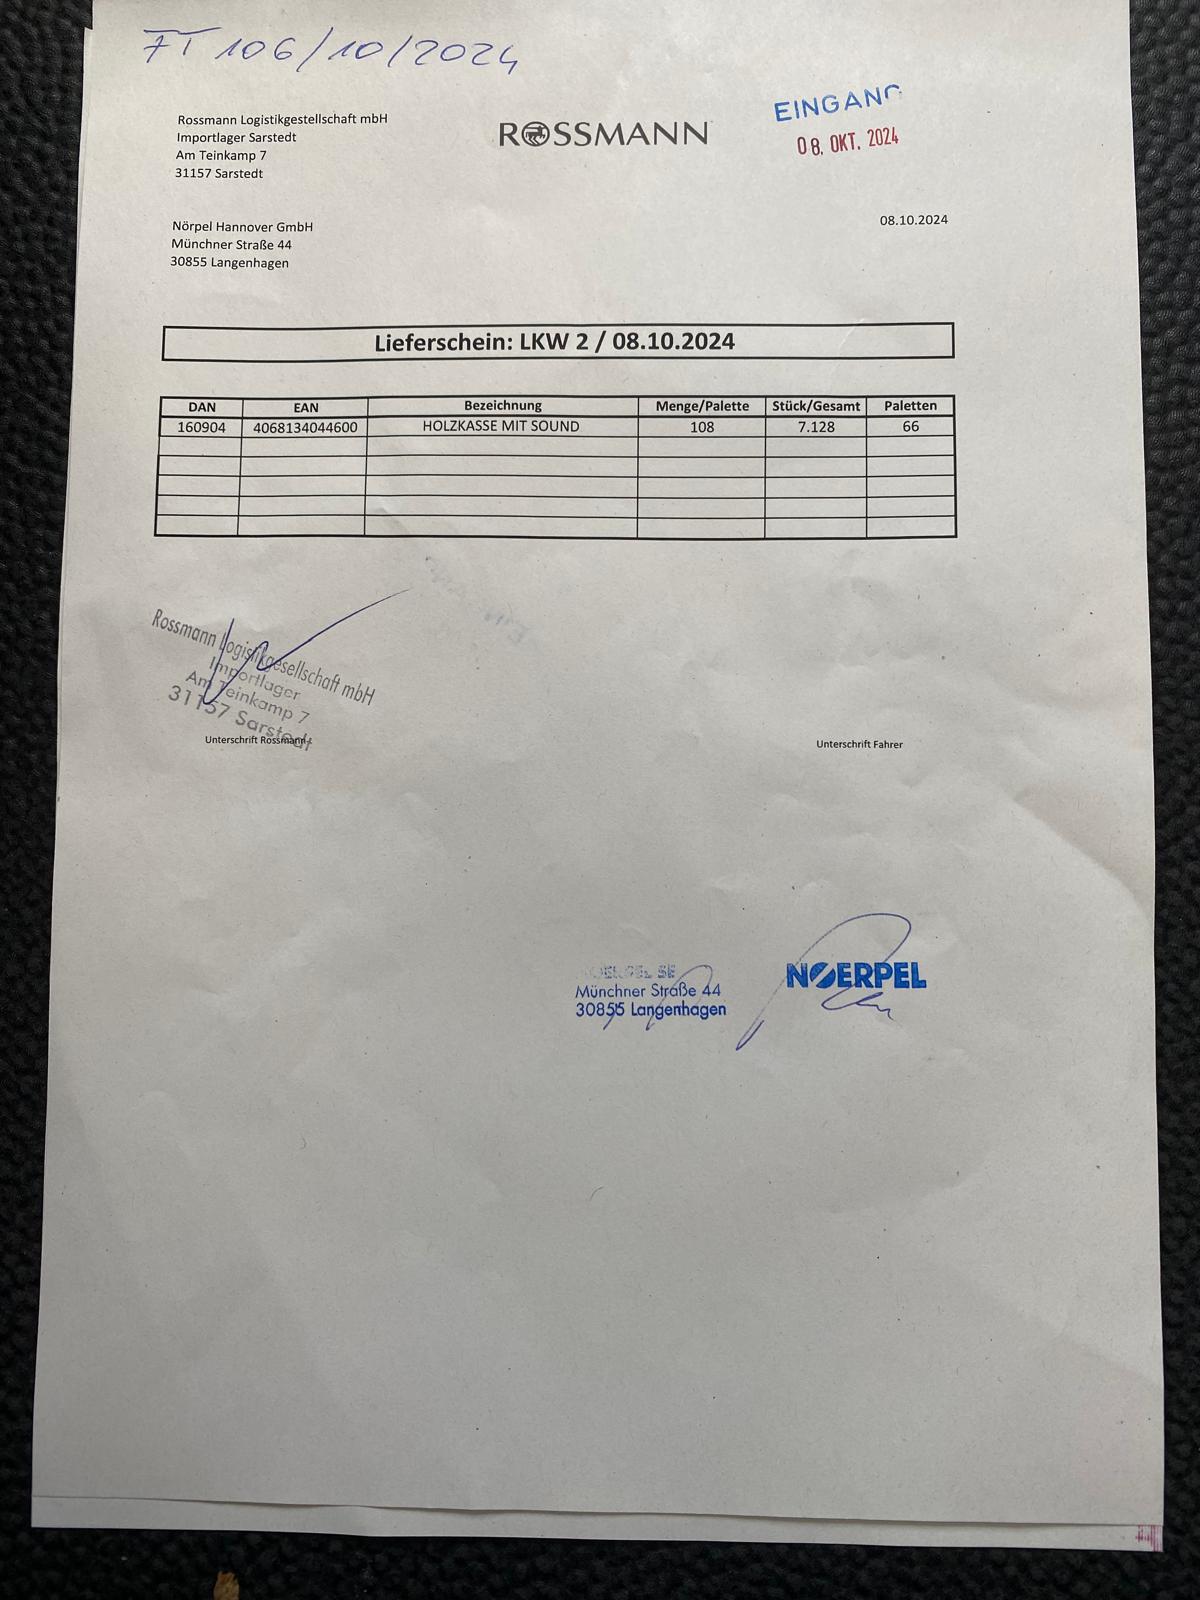 FT 106/10/2024
EINGANG
08. OKT. 2024
Rossmann Logistikgestellschaft mbH
Importlager Sarstedt
Am Teinkamp 7
31157 Sarstedt
ROSSMANN
08.10.2024
Nörpel Hannover GmbH
Münchner Straße 44
30855 Langenhagen
Lieferschein: LKW 2 / 08.10.2024
DAN EAN Bezeichnung Menge/Palette Stück/Gesamt Paletten
160904 4068134044600 HOLZKASSE MIT SOUND 108 7.128 66
Rossmann Logistikgesellschaft mbH
Importlager
Am Teinkamp 7
31157 Sarstedt
Unterschrift Rossmann
Unterschrift Fahrer
NOERPEL SE
Münchner Straße 44
30855 Langenhagen
NOERPEL